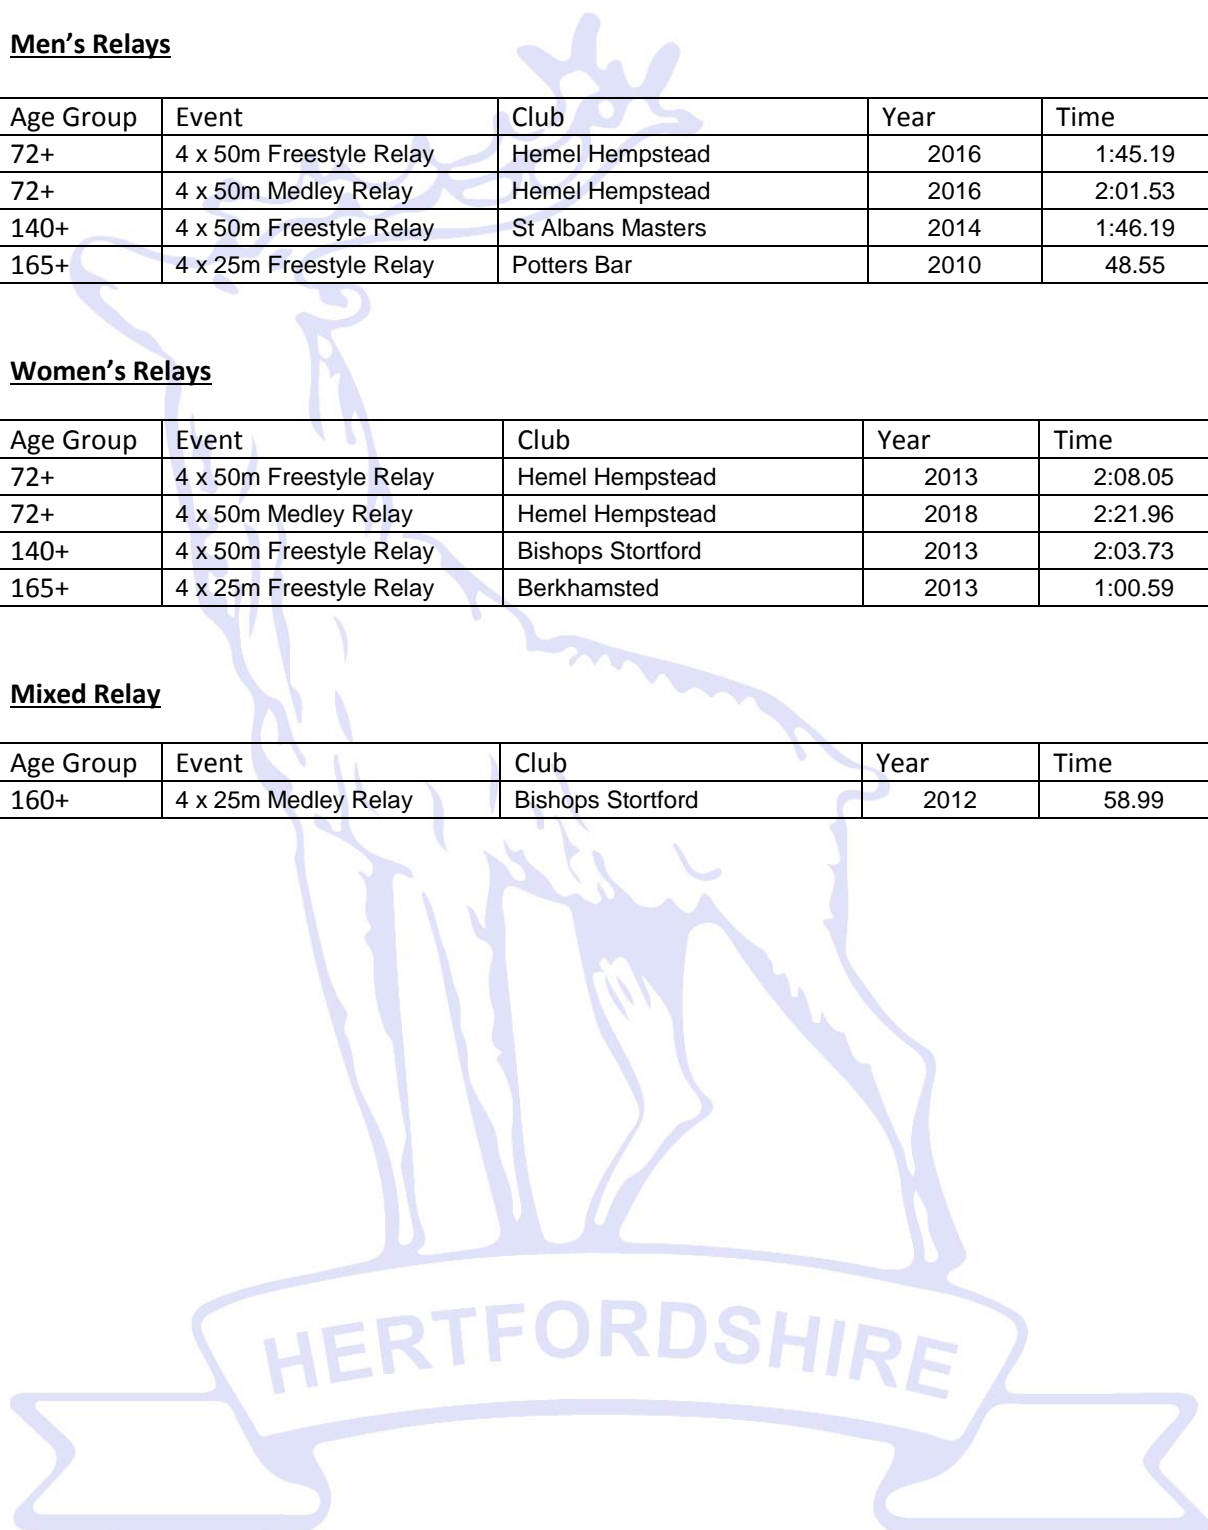 Men’s Relays
Age Group Event Club Year Time
72+ 4 x 50m Freestyle Relay Hemel Hempstead 2016 1:45.19
72+ 4 x 50m Medley Relay Hemel Hempstead 2016 2:01.53
140+ 4 x 50m Freestyle Relay St Albans Masters 2014 1:46.19
165+ 4 x 25m Freestyle Relay Potters Bar 2010 48.55
Women’s Relays
Age Group Event Club Year Time
72+ 4 x 50m Freestyle Relay Hemel Hempstead 2013 2:08.05
72+ 4 x 50m Medley Relay Hemel Hempstead 2018 2:21.96
140+ 4 x 50m Freestyle Relay Bishops Stortford 2013 2:03.73
165+ 4 x 25m Freestyle Relay Berkhamsted 2013 1:00.59
Mixed Relay
Age Group Event Club Year Time
160+ 4 x 25m Medley Relay Bishops Stortford 2012 58.99
HERTFORDSHIRE